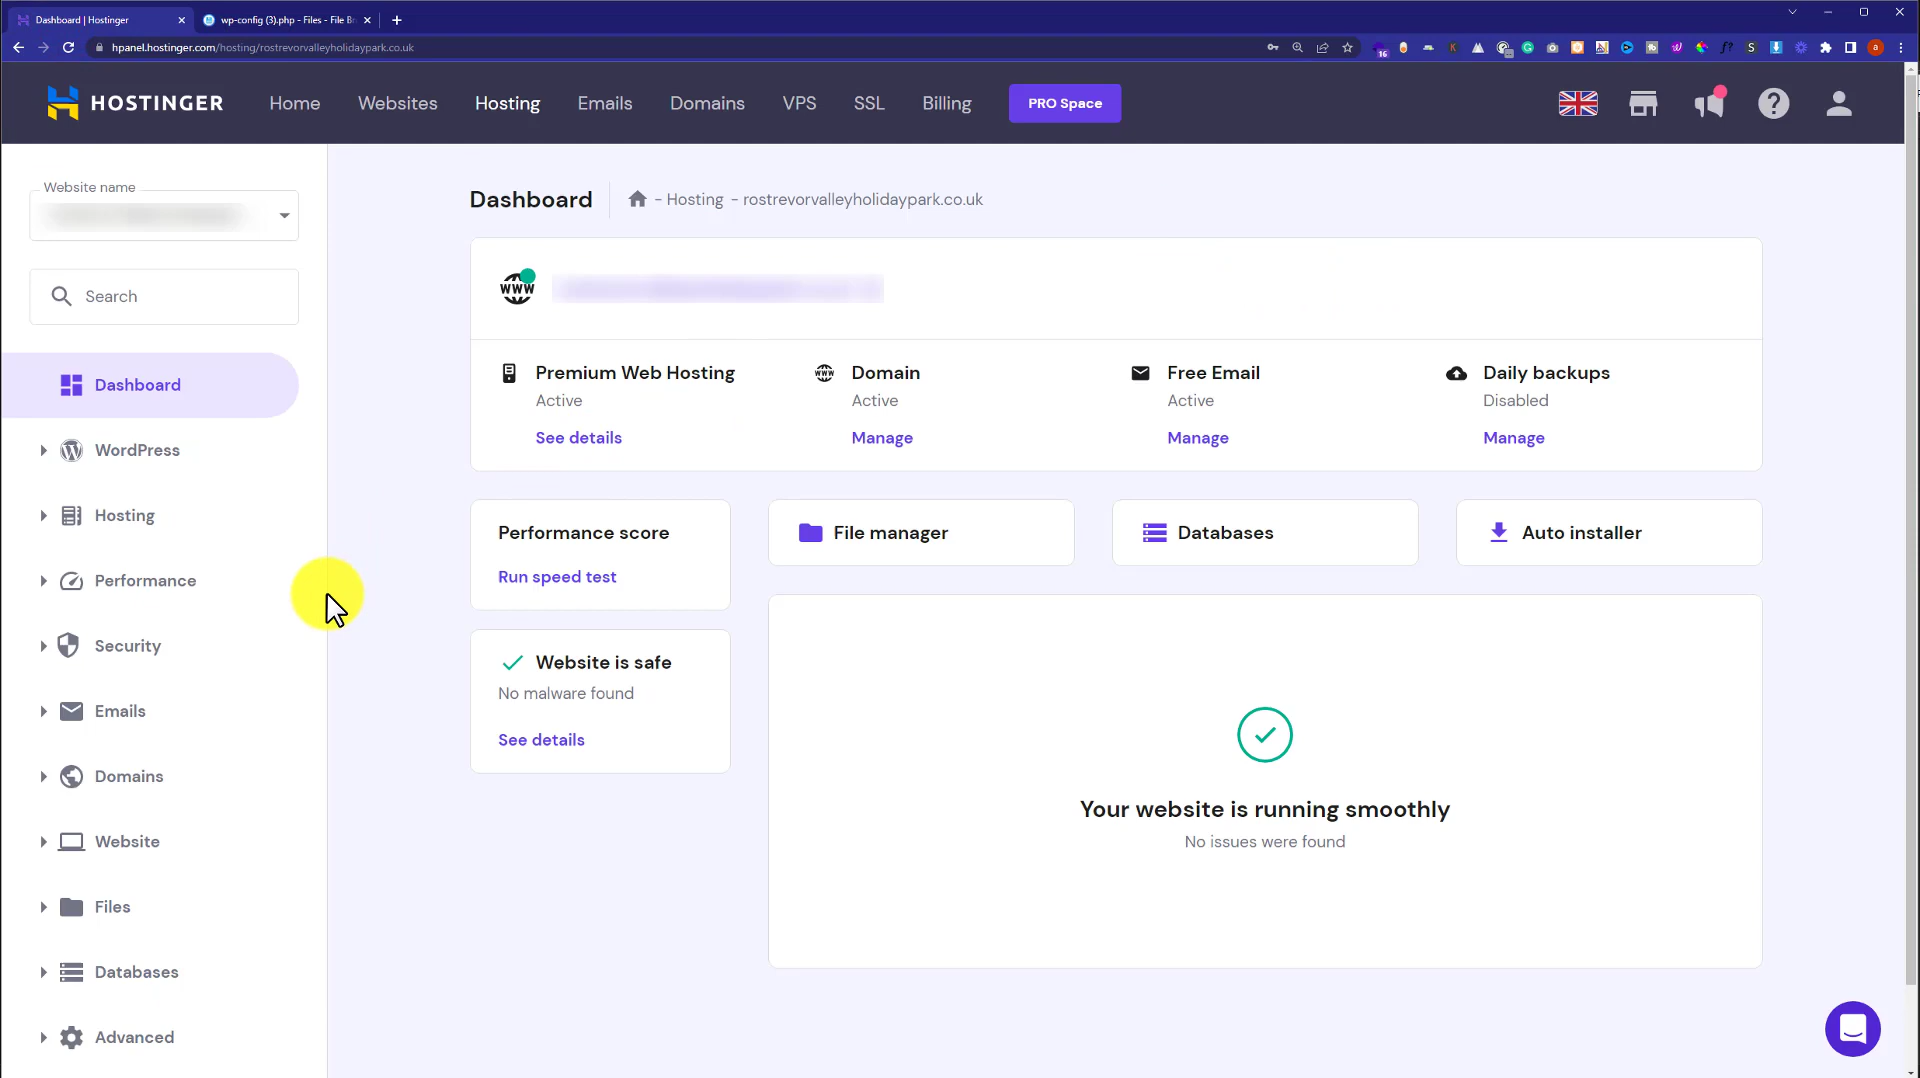 Dashboard | Hostinger
wp-config (3).php - Files - File Br
hpanel.hostinger.com/hosting/rostrevorvalleyholidaypark.co.uk
16
HOSTINGER
Home
Websites
Hosting
Emails
Domains
VPS
SSL
Billing
PRO Space
Website name
Search
Dashboard
WordPress
Hosting
Performance
Security
Emails
Domains
Website
Files
Databases
Advanced
Dashboard
- Hosting - rostrevorvalleyholidaypark.co.uk
www
Premium Web Hosting
Active
See details
Domain
Active
Manage
Free Email
Active
Manage
Daily backups
Disabled
Manage
Performance score
Run speed test
File manager
Databases
Auto installer
Website is safe
No malware found
See details
Your website is running smoothly
No issues were found